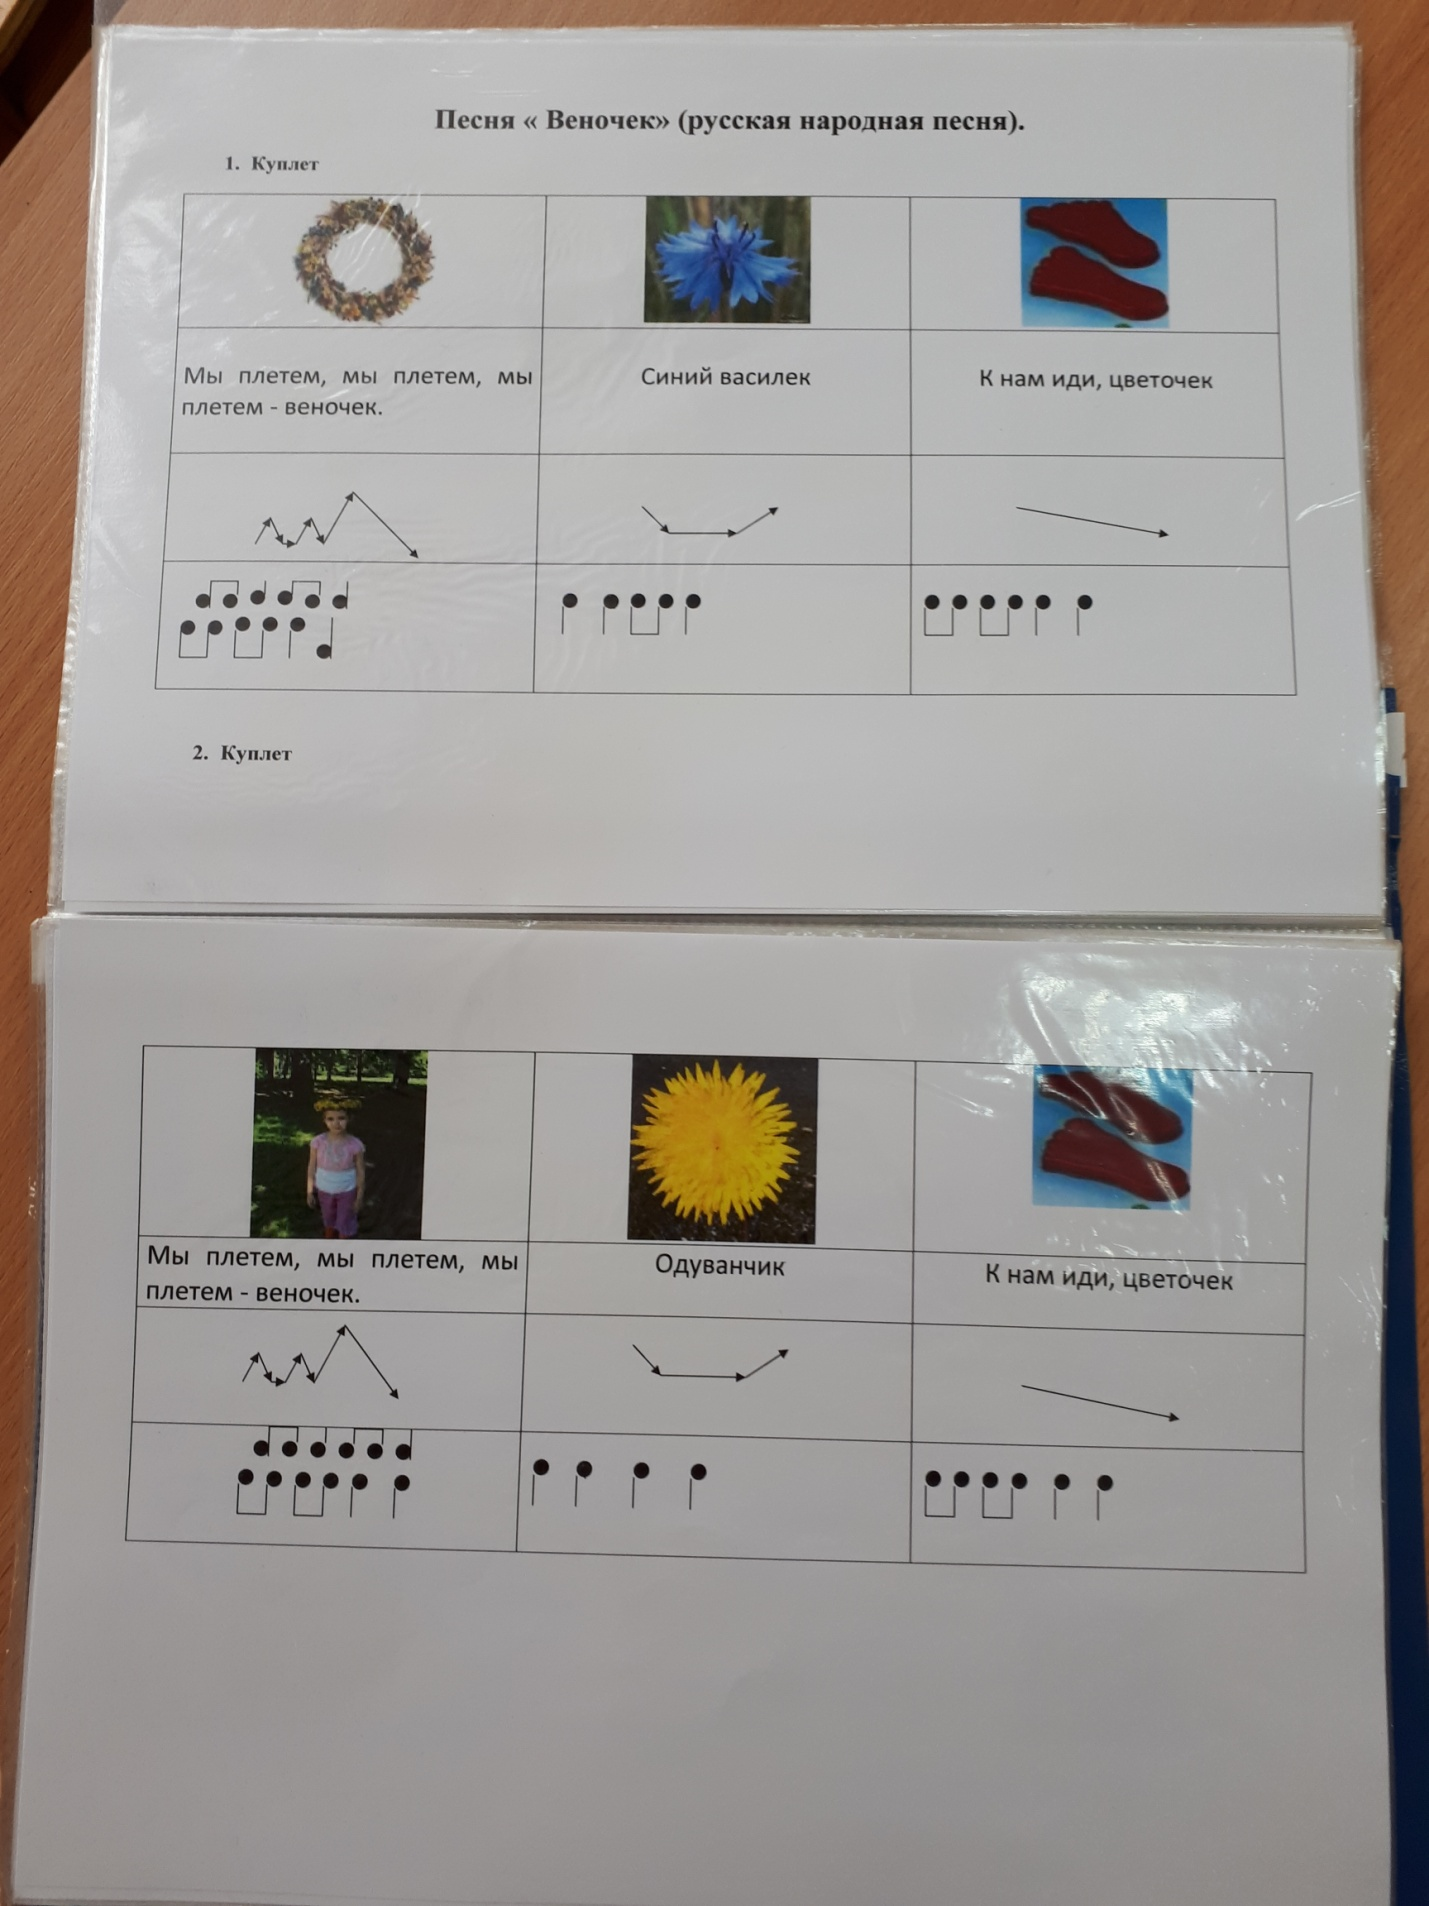 Песня « Веночек» (русская народная песня).
1. Куплет
Мы плетем, мы плетем, мы
плетем - веночек.
Синий василек
К нам иди, цветочек
2. Куплет
Мы плетем, мы плетем, мы
плетем - веночек.
Одуванчик
К нам иди, цветочек